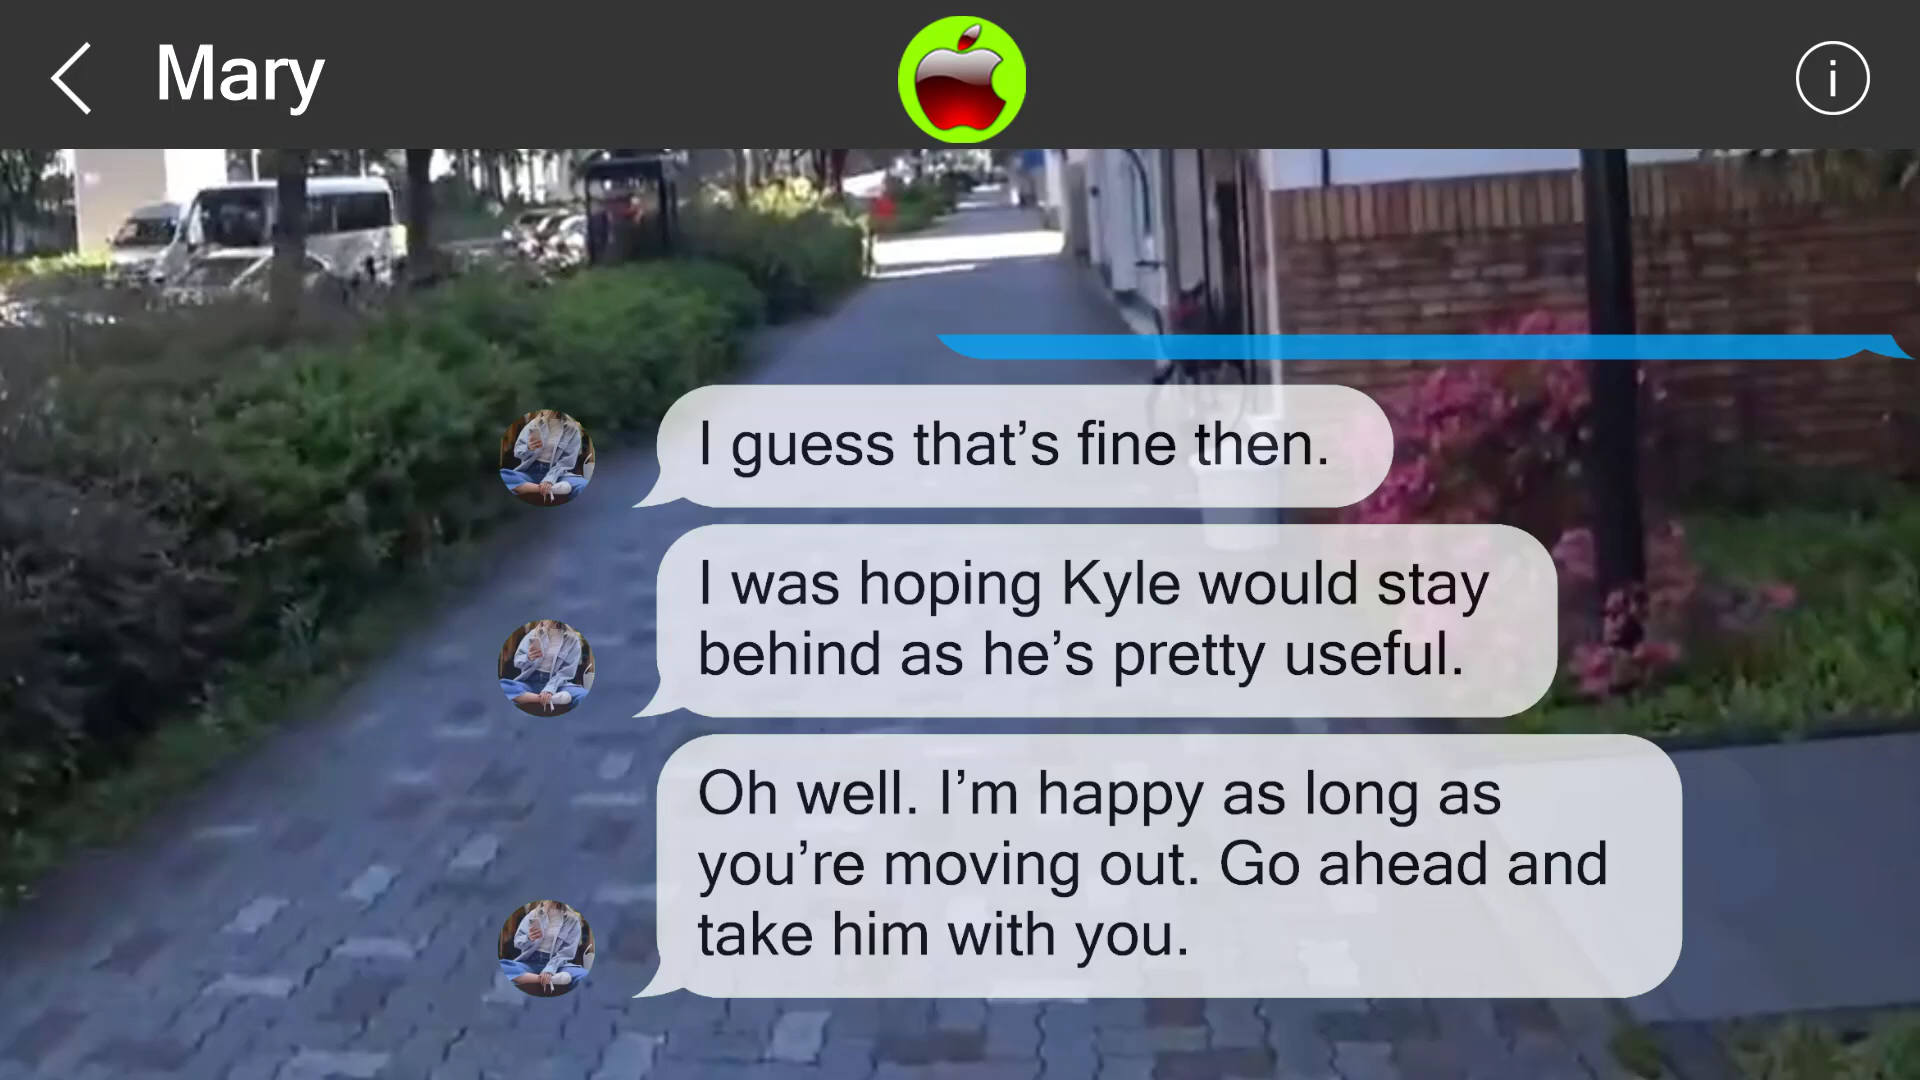 Mary
i
I guess that’s fine then.
I was hoping Kyle would stay
behind as he’s pretty useful.
Oh well. I’m happy as long as
you’re moving out. Go ahead and
take him with you.